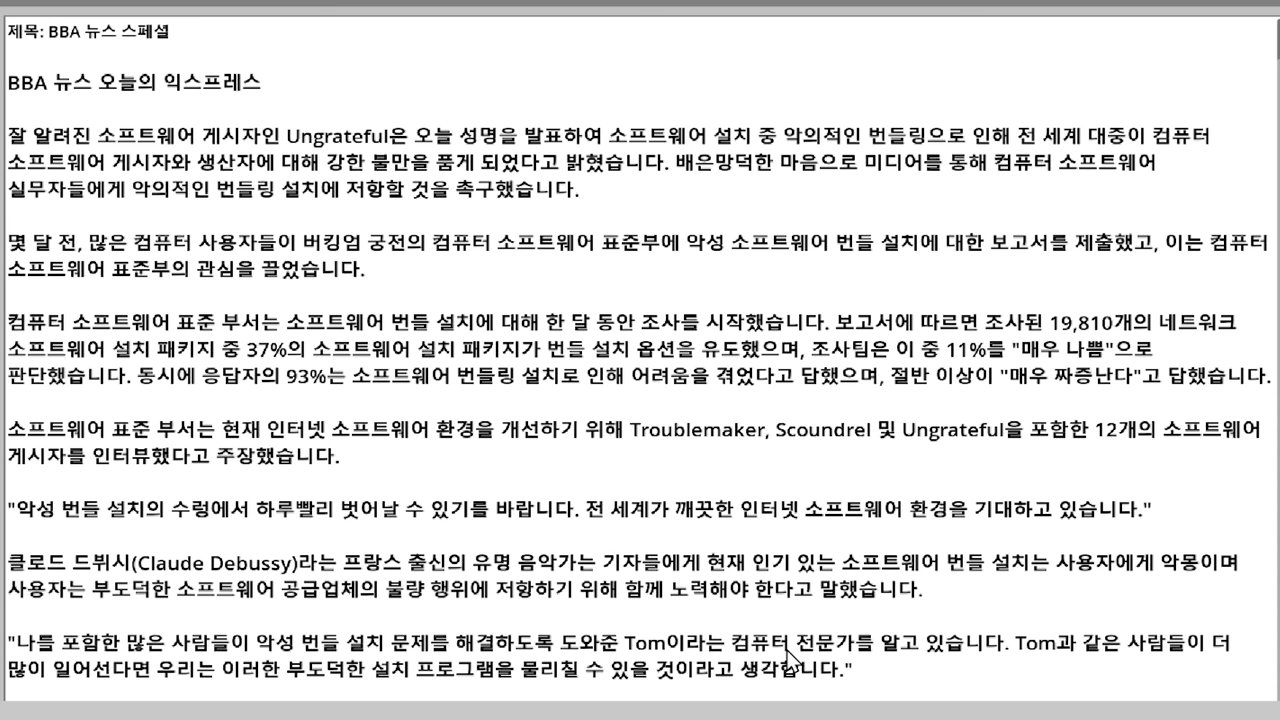 제목: BBA 뉴스 스페셜
BBA 뉴스 오늘의 익스프레스
잘 알려진 소프트웨어 게시자인 Ungrateful은 오늘 성명을 발표하여 소프트웨어 설치 중 악의적인 번들링으로 인해 전 세계 대중이 컴퓨터
소프트웨어 게시자와 생산자에 대해 강한 불만을 품게 되었다고 밝혔습니다. 배은망덕한 마음으로 미디어를 통해 컴퓨터 소프트웨어
실무자들에게 악의적인 번들링 설치에 저항할 것을 촉구했습니다.
몇 달 전, 많은 컴퓨터 사용자들이 버킹엄 궁전의 컴퓨터 소프트웨어 표준부에 악성 소프트웨어 번들 설치에 대한 보고서를 제출했고, 이는 컴퓨터
소프트웨어 표준부의 관심을 끌었습니다.
컴퓨터 소프트웨어 표준 부서는 소프트웨어 번들 설치에 대해 한 달 동안 조사를 시작했습니다. 보고서에 따르면 조사된 19,810개의 네트워크
소프트웨어 설치 패키지 중 37%의 소프트웨어 설치 패키지가 번들 설치 옵션을 유도했으며, 조사팀은 이 중 11%를 "매우 나쁨"으로
판단했습니다. 동시에 응답자의 93%는 소프트웨어 번들링 설치로 인해 어려움을 겪었다고 답했으며, 절반 이상이 "매우 짜증난다"고 답했습니다.
소프트웨어 표준 부서는 현재 인터넷 소프트웨어 환경을 개선하기 위해 Troublemaker, Scoundrel 및 Ungrateful을 포함한 12개의 소프트웨어
게시자를 인터뷰했다고 주장했습니다.
"악성 번들 설치의 수렁에서 하루빨리 벗어날 수 있기를 바랍니다. 전 세계가 깨끗한 인터넷 소프트웨어 환경을 기대하고 있습니다."
클로드 드뷔시(Claude Debussy)라는 프랑스 출신의 유명 음악가는 기자들에게 현재 인기 있는 소프트웨어 번들 설치는 사용자에게 악몽이며
사용자는 부도덕한 소프트웨어 공급업체의 불량 행위에 저항하기 위해 함께 노력해야 한다고 말했습니다.
"나를 포함한 많은 사람들이 악성 번들 설치 문제를 해결하도록 도와준 Tom이라는 컴퓨터 전문가를 알고 있습니다. Tom과 같은 사람들이 더
많이 일어선다면 우리는 이러한 부도덕한 설치 프로그램을 물리칠 수 있을 것이라고 생각합니다."